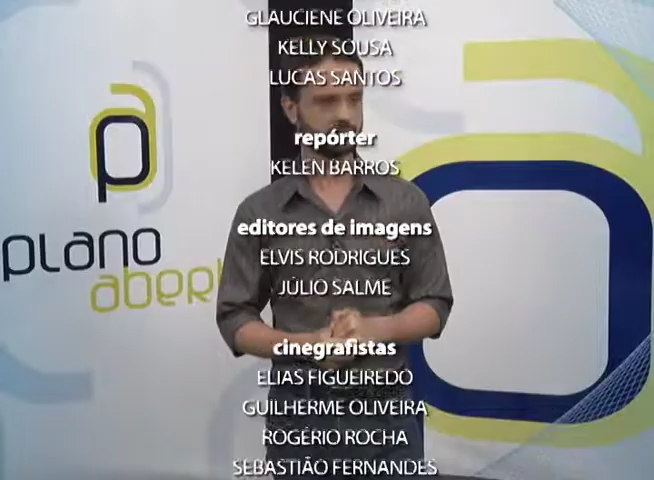 GLAUCIENE OLIVEIRA
KELLY SOUSA
LUCAS SANTOS
repórter
KELEN BARROS
editores de imagens
ELVIS RODRIGUES
JÚLIO SALME
cinegrafistas
ELIAS FIGUEIREDO
GUILHERME OLIVEIRA
ROGÉRIO ROCHA
SEBASTIÃO FERNANDES
plano
abert